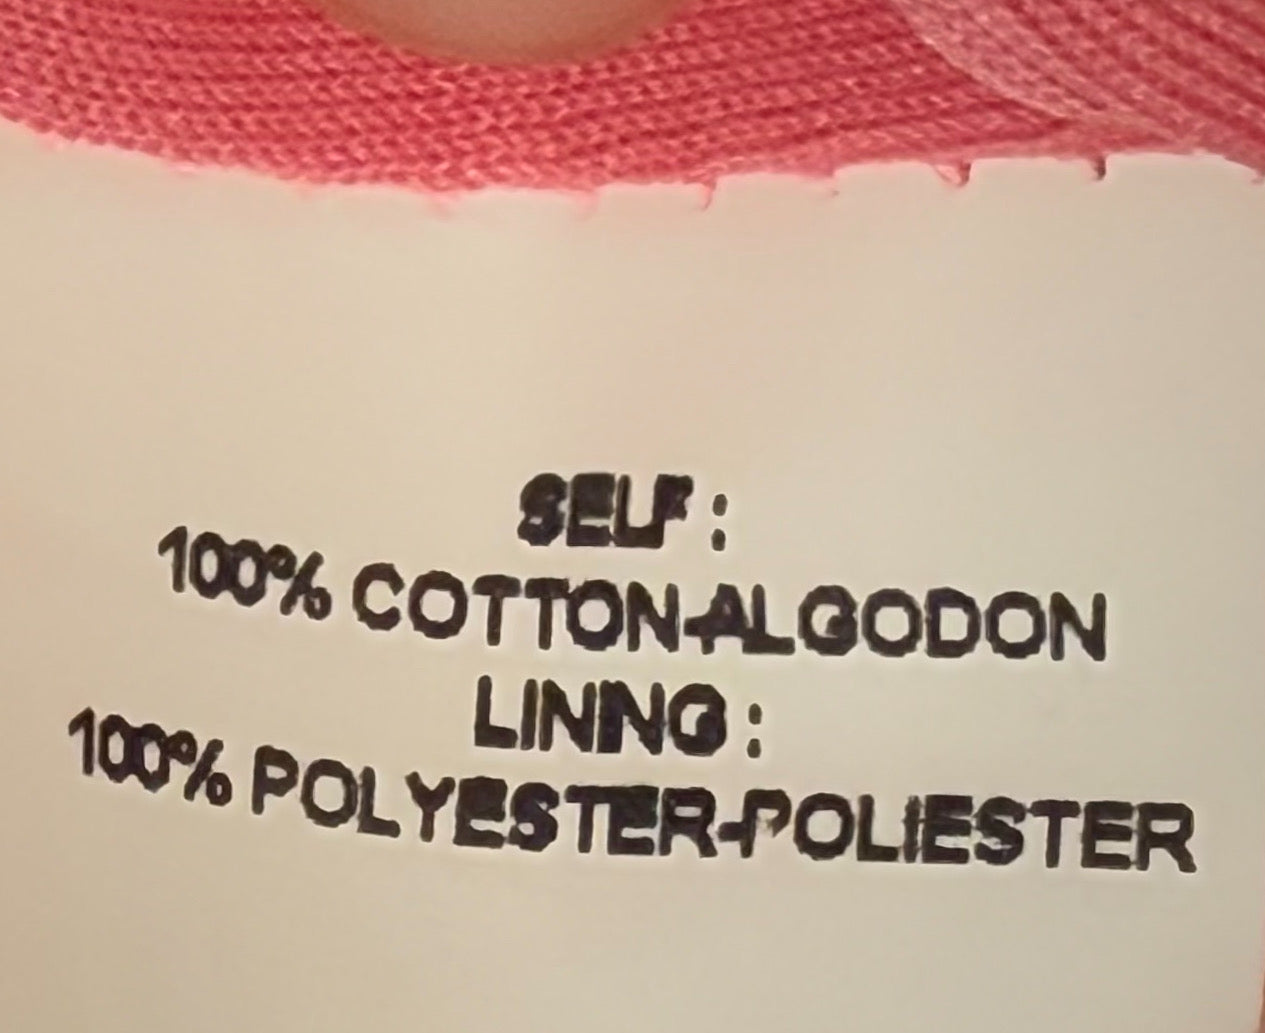 SELF :
100% COTTON-ALGODON
LINNG :
100% POLYESTER-POLIESTER